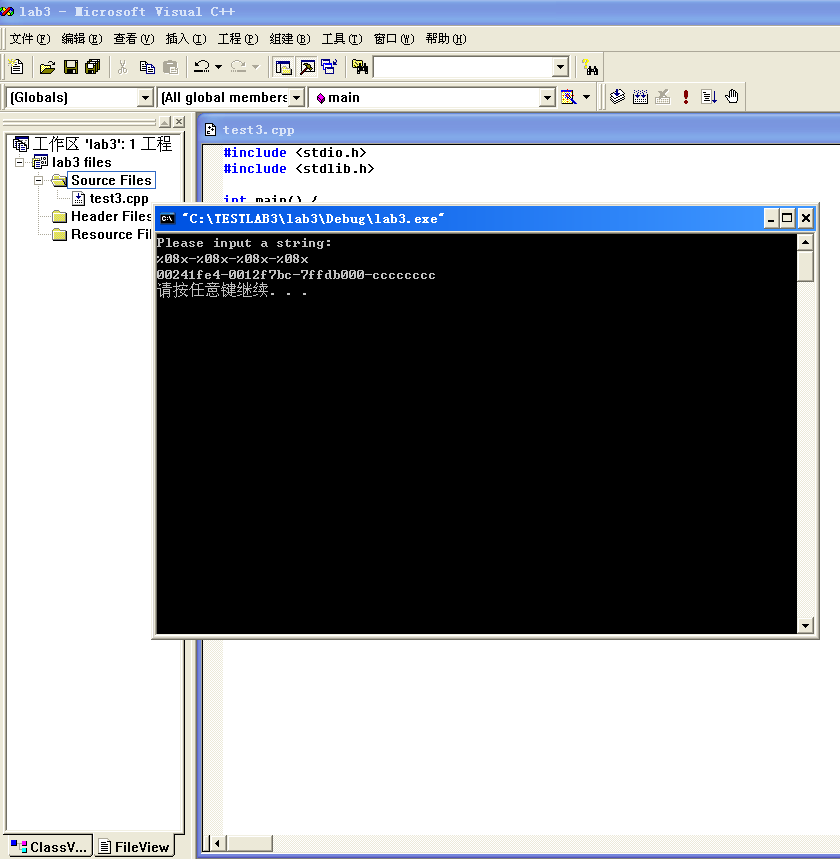 lab3 - Microsoft Visual C++
文件(F) 编辑(E) 查看(V) 插入(I) 工程(P) 组建(B) 工具(T) 窗口(W) 帮助(H)
(Globals) (All global members main
工作区 'lab3': 1 工程
lab3 files
Source Files
test3.cpp
Header Files
Resource Fil
test3.cpp
#include <stdio.h>
#include <stdlib.h>
int main() {
"C:\TESTLAB3\lab3\Debug\lab3.exe"
Please input a string:
%08x-%08x-%08x-%08x
00241fe4-0012f7bc-7ffdb000-cccccccc
请按任意键继续. . .
ClassV... FileView